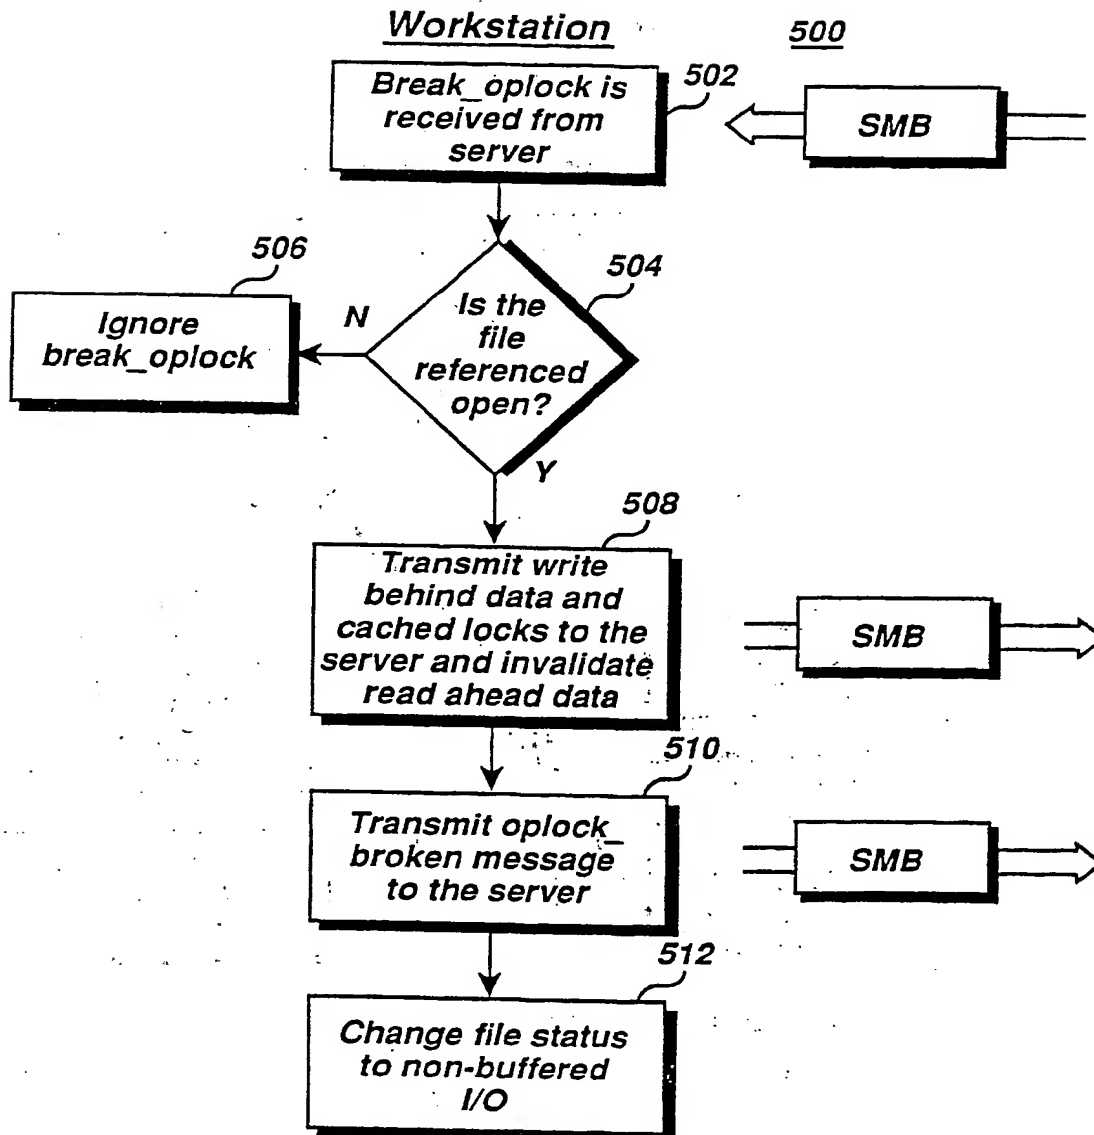 Workstation
500
502
Break_oplock is
received from
server
SMB
506
504
Ignore
break_oplock
N
Is the
file
referenced
open?
Y
508
Transmit write
behind data and
cached locks to the
server and invalidate
read ahead data
SMB
510
Transmit oplock_
broken message
to the server
SMB
512
Change file status
to non-buffered
I/O